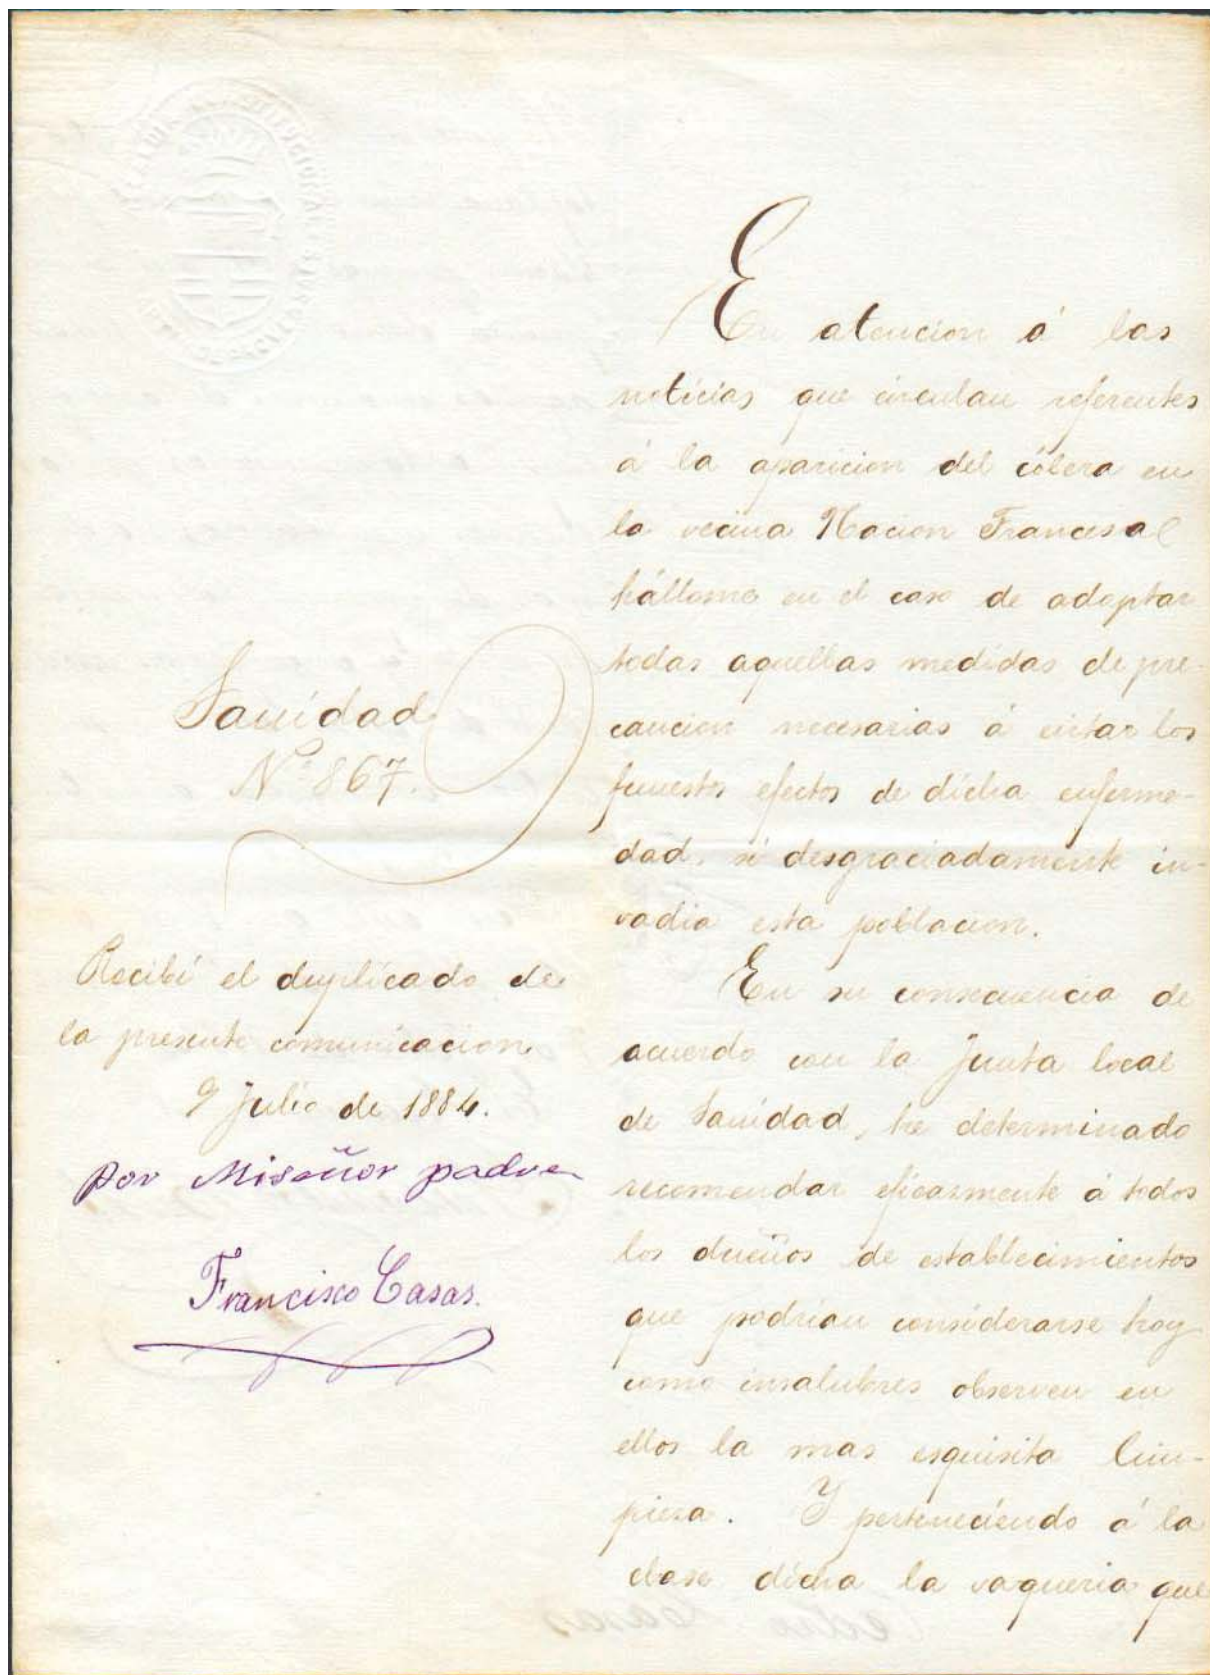 Sanidad
Nº 867.
Recibí el duplicado de
la presente comunicacion
9 Julio de 1884.
por Miseñor padre
Francisco Casas.
En atencion á las
noticias que circulan referentes
á la aparicion del cólera en
la vecina Nacion Francesa
hállome en el caso de adoptar
todas aquellas medidas de pre-
caucion necesarias á evitar los
funestos efectos de dicha enferme-
dad, si desgraciadamente in-
vadia esta poblacion.
En su consecuencia de
acuerdo con la Junta local
de Sanidad, he determinado
recomendar eficazmente á todos
los dueños de establecimientos
que podrian considerarse hoy
como insalubres observen en
ellos la mas esquisita lim-
pieza. Y perteneciendo á la
clase dicha la vaqueria que